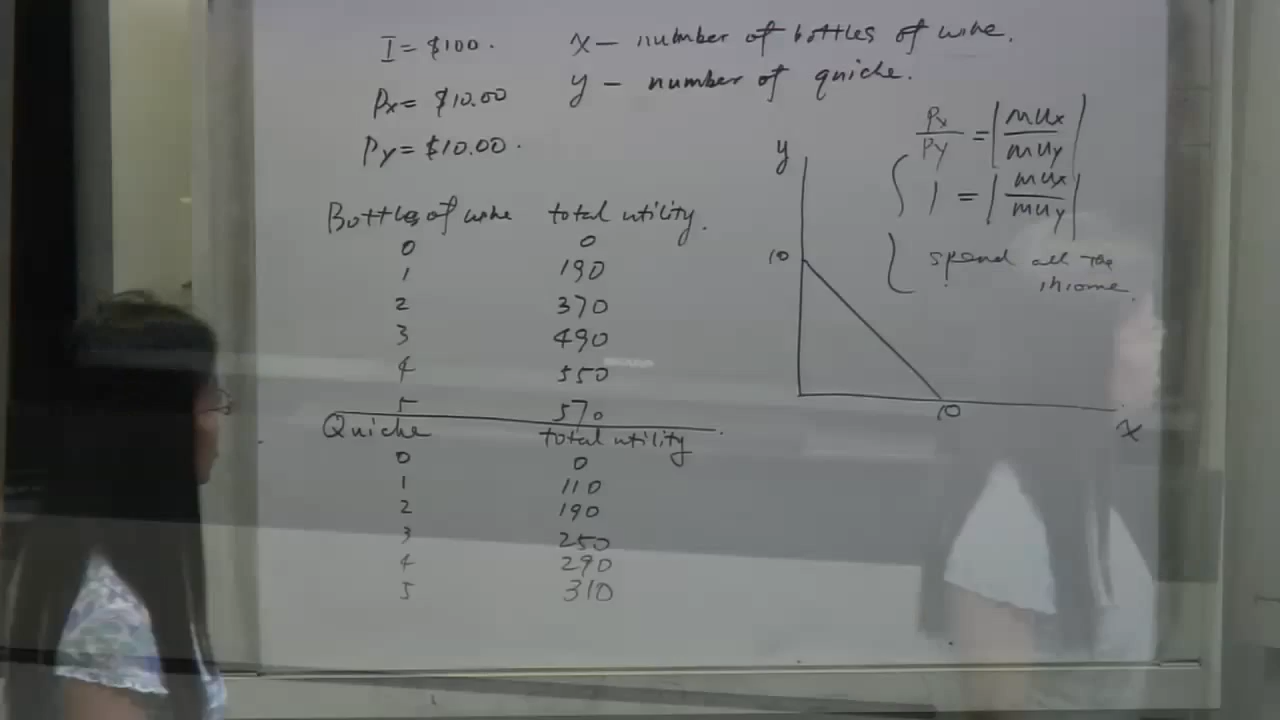 I = $100.
x — number of bottles of wine.
Px = $10.00
y — number of quiche.
Py = $10.00.
Px/Py = |MUx/MUy|
1 = |MUx/MUy|
spend all the income.
Bottles of wine total utility.
0 0
1 190
2 370
3 490
4 550
5 570
Quiche total utility
0 0
1 110
2 190
3 250
4 290
5 310
y
10
10
x